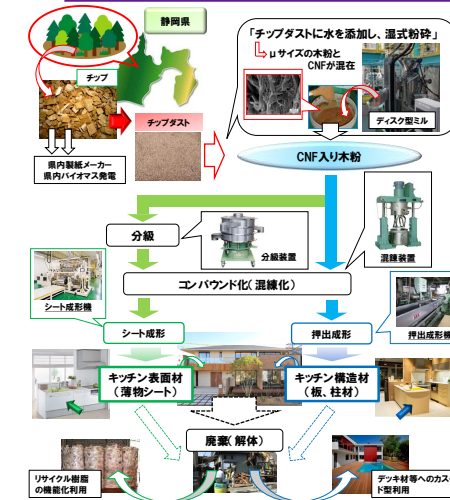 静岡県
「チップダストに水を添加し、湿式粉砕」
μサイズの木粉と
CNFが混在
チップ
チップダスト
ディスク型ミル
県内製紙メーカー
県内バイオマス発電
CNF入り木粉
分級
分級装置
混錬装置
コンパウンド化(混練化)
シート成形機
押出成形機
シート成形
押出成形
キッチン表面材
(薄物シート)
キッチン構造材
(板、柱材)
廃棄(解体)
リサイクル樹脂
の機能化利用
デッキ材等へのカスケー
ド型利用